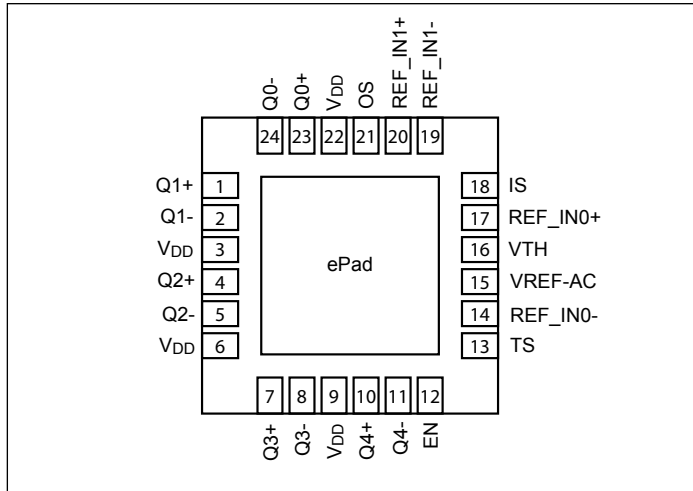 Q0-
Q0+
VDD
OS
REF_IN1+
REF_IN1-
24 23 22 21 20 19
Q1+ 1
Q1- 2
VDD 3
Q2+ 4
Q2- 5
VDD 6
ePad
18 IS
17 REF_IN0+
16 VTH
15 VREF-AC
14 REF_IN0-
13 TS
7 8 9 10 11 12
Q3+
Q3-
VDD
Q4+
Q4-
EN